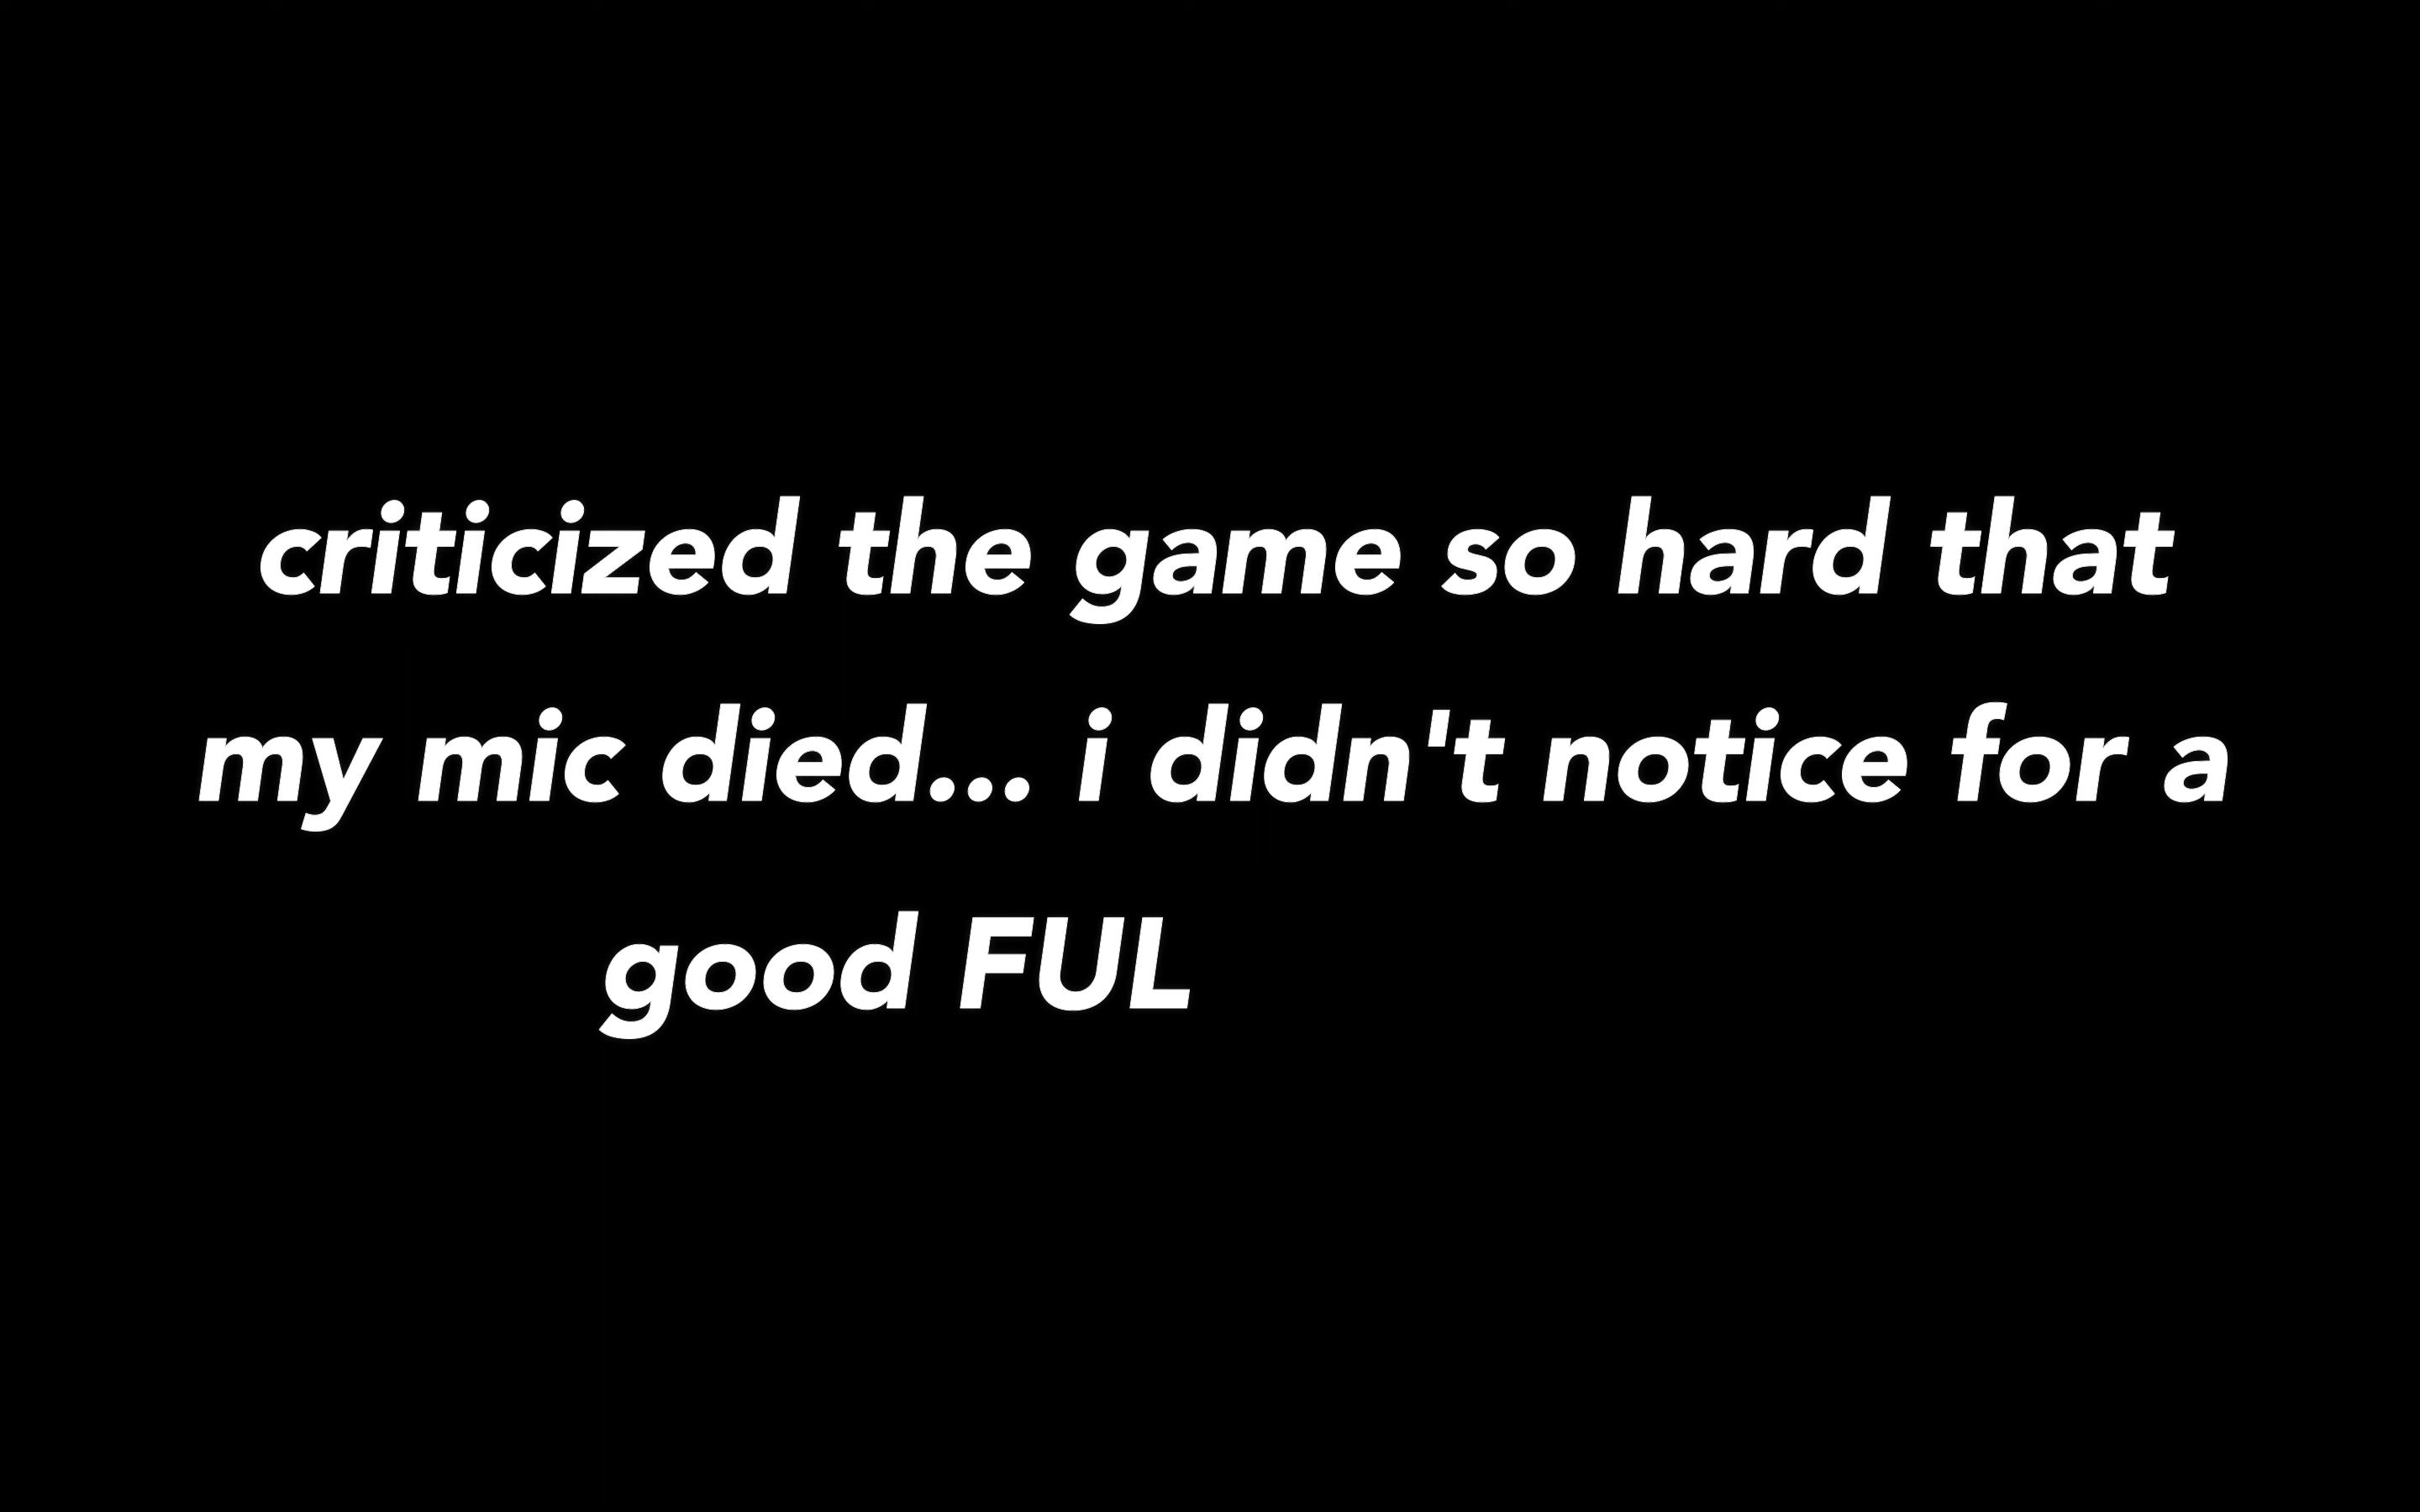 criticized the game so hard that
my mic died... i didn't notice for a
good FUL